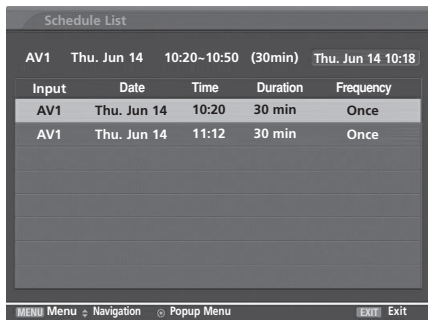 Schedule List
AV1 Thu. Jun 14 10:20~10:50 (30min) Thu. Jun 14 10:18
Input Date Time Duration Frequency
AV1 Thu. Jun 14 10:20 30 min Once
AV1 Thu. Jun 14 11:12 30 min Once
MENU Menu Navigation Popup Menu EXIT Exit